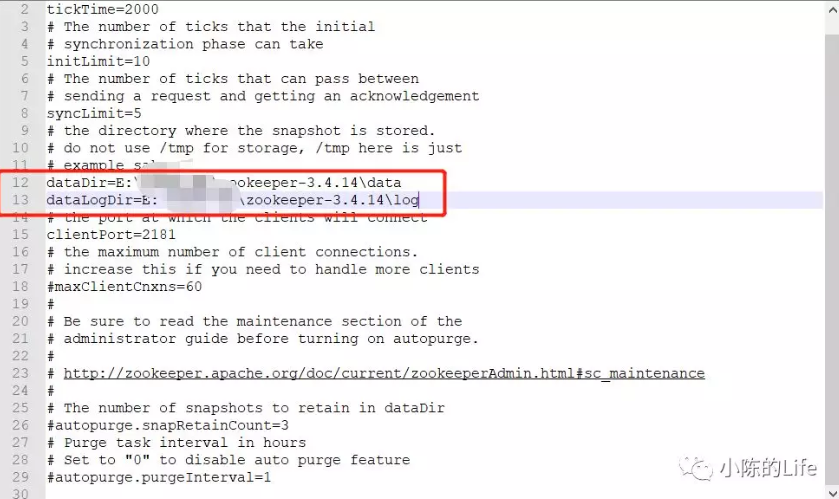 2 tickTime=2000
3 # The number of ticks that the initial
4 # synchronization phase can take
5 initLimit=10
6 # The number of ticks that can pass between
7 # sending a request and getting an acknowledgement
8 syncLimit=5
9 # the directory where the snapshot is stored.
10 # do not use /tmp for storage, /tmp here is just
11 # example
12 dataDir=E:\ ookeeper-3.4.14\data
13 dataLogDir=E: \zookeeper-3.4.14\log
14 # the port at which the clients will connect
15 clientPort=2181
16 # the maximum number of client connections.
17 # increase this if you need to handle more clients
18 #maxClientCnxns=60
19 #
20 # Be sure to read the maintenance section of the
21 # administrator guide before turning on autopurge.
22 #
23 # http://zookeeper.apache.org/doc/current/zookeeperAdmin.html#sc_maintenance
24 #
25 # The number of snapshots to retain in dataDir
26 #autopurge.snapRetainCount=3
27 # Purge task interval in hours
28 # Set to "0" to disable auto purge feature
29 #autopurge.purgeInterval=1
30
小陈的Life